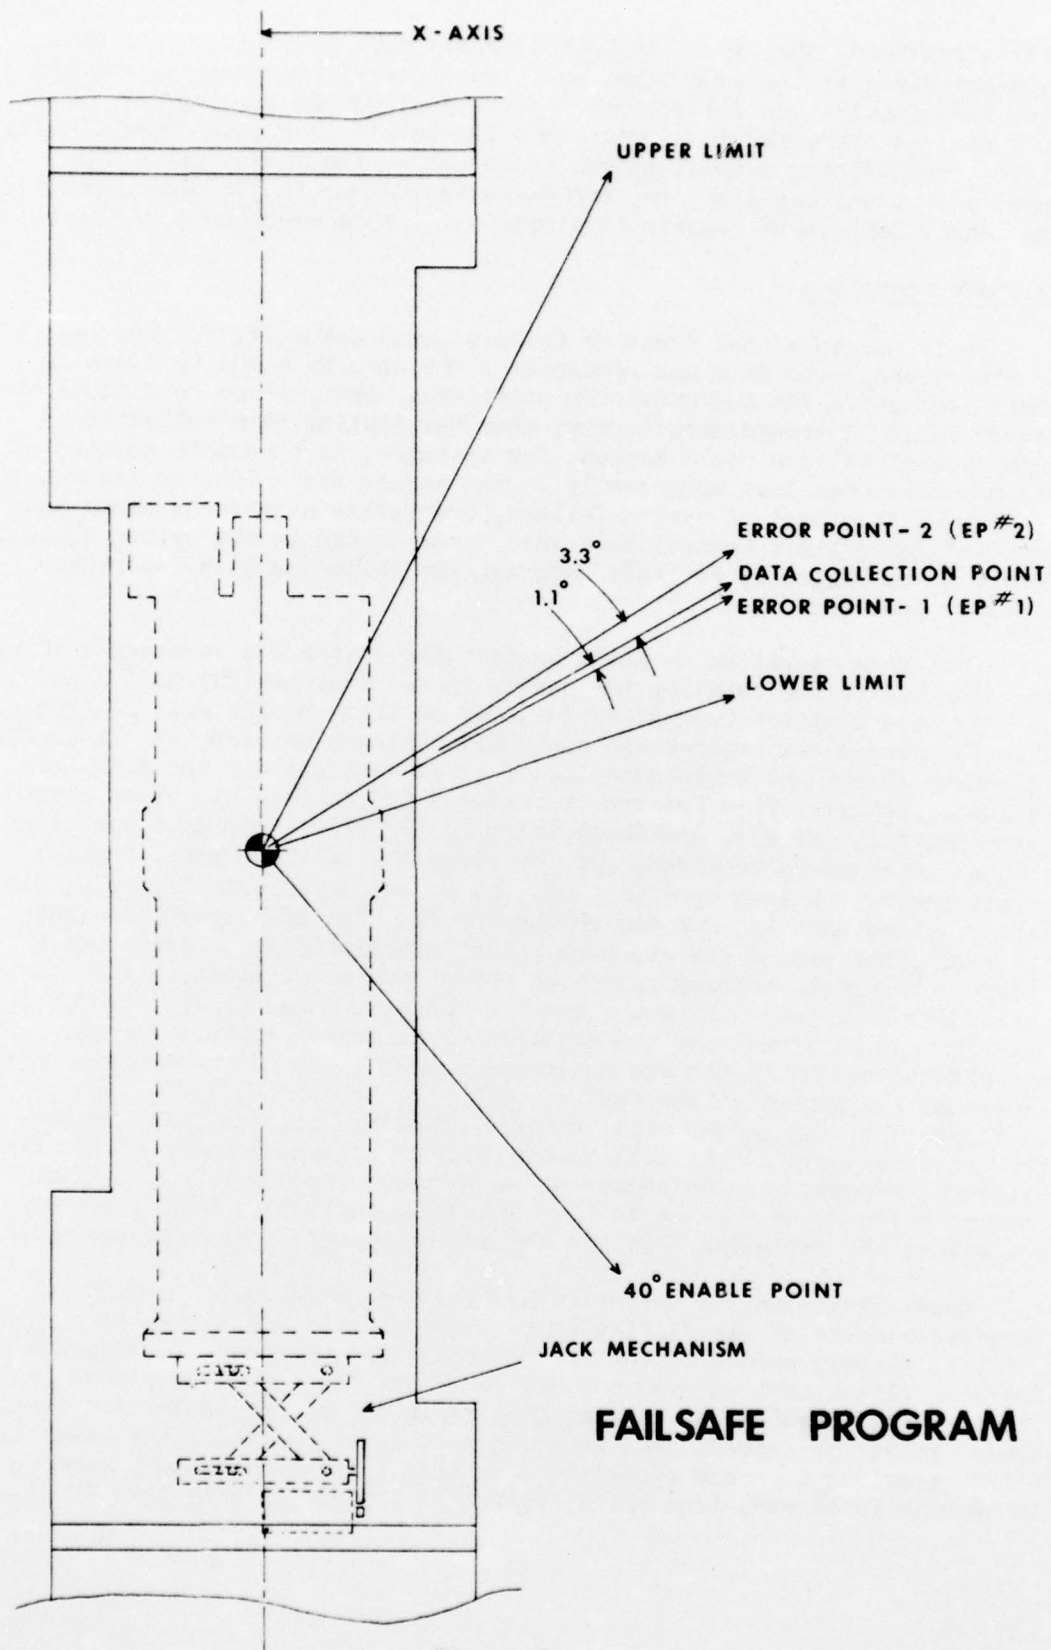 X-AXIS
UPPER LIMIT
ERROR POINT-2 (EP #2)
3.3°
DATA COLLECTION POINT
1.1°
ERROR POINT-1 (EP #1)
LOWER LIMIT
40° ENABLE POINT
JACK MECHANISM
FAILSAFE PROGRAM